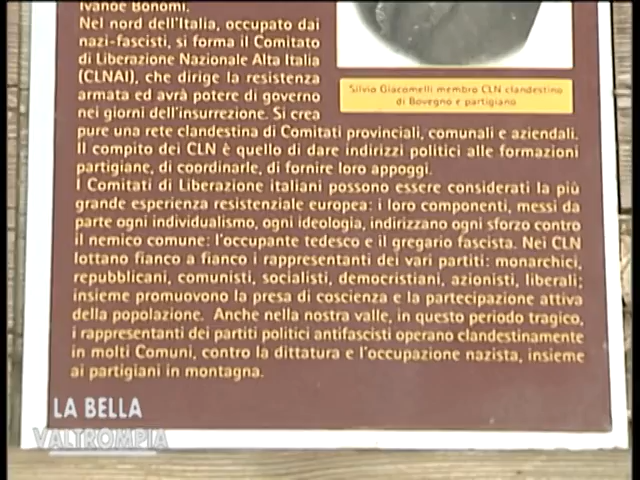 Ivanoe Bonomi.
Nel nord dell'Italia, occupato dai
nazi-fascisti, si forma il Comitato
di Liberazione Nazionale Alta Italia
(CLNAI), che dirige la resistenza
armata ed avrà potere di governo
nei giorni dell'insurrezione. Si crea
pure una rete clandestina di Comitati provinciali, comunali e aziendali.
Il compito dei CLN è quello di dare indirizzi politici alle formazioni
partigiane, di coordinarle, di fornire loro appoggi.
I Comitati di Liberazione italiani possono essere considerati la più
grande esperienza resistenziale europea: i loro componenti, messi da
parte ogni individualismo, ogni ideologia, indirizzano ogni sforzo contro
il nemico comune: l'occupante tedesco e il gregario fascista. Nei CLN
lottano fianco a fianco i rappresentanti dei vari partiti: monarchici,
repubblicani, comunisti, socialisti, democristiani, azionisti, liberali;
insieme promuovono la presa di coscienza e la partecipazione attiva
della popolazione. Anche nella nostra valle, in questo periodo tragico,
i rappresentanti dei partiti politici antifascisti operano clandestinamente
in molti Comuni, contro la dittatura e l'occupazione nazista, insieme
ai partigiani in montagna.
Silvio Giacomelli membro CLN clandestino
di Bovegno e partigiano
LA BELLA
VALTROMPIA